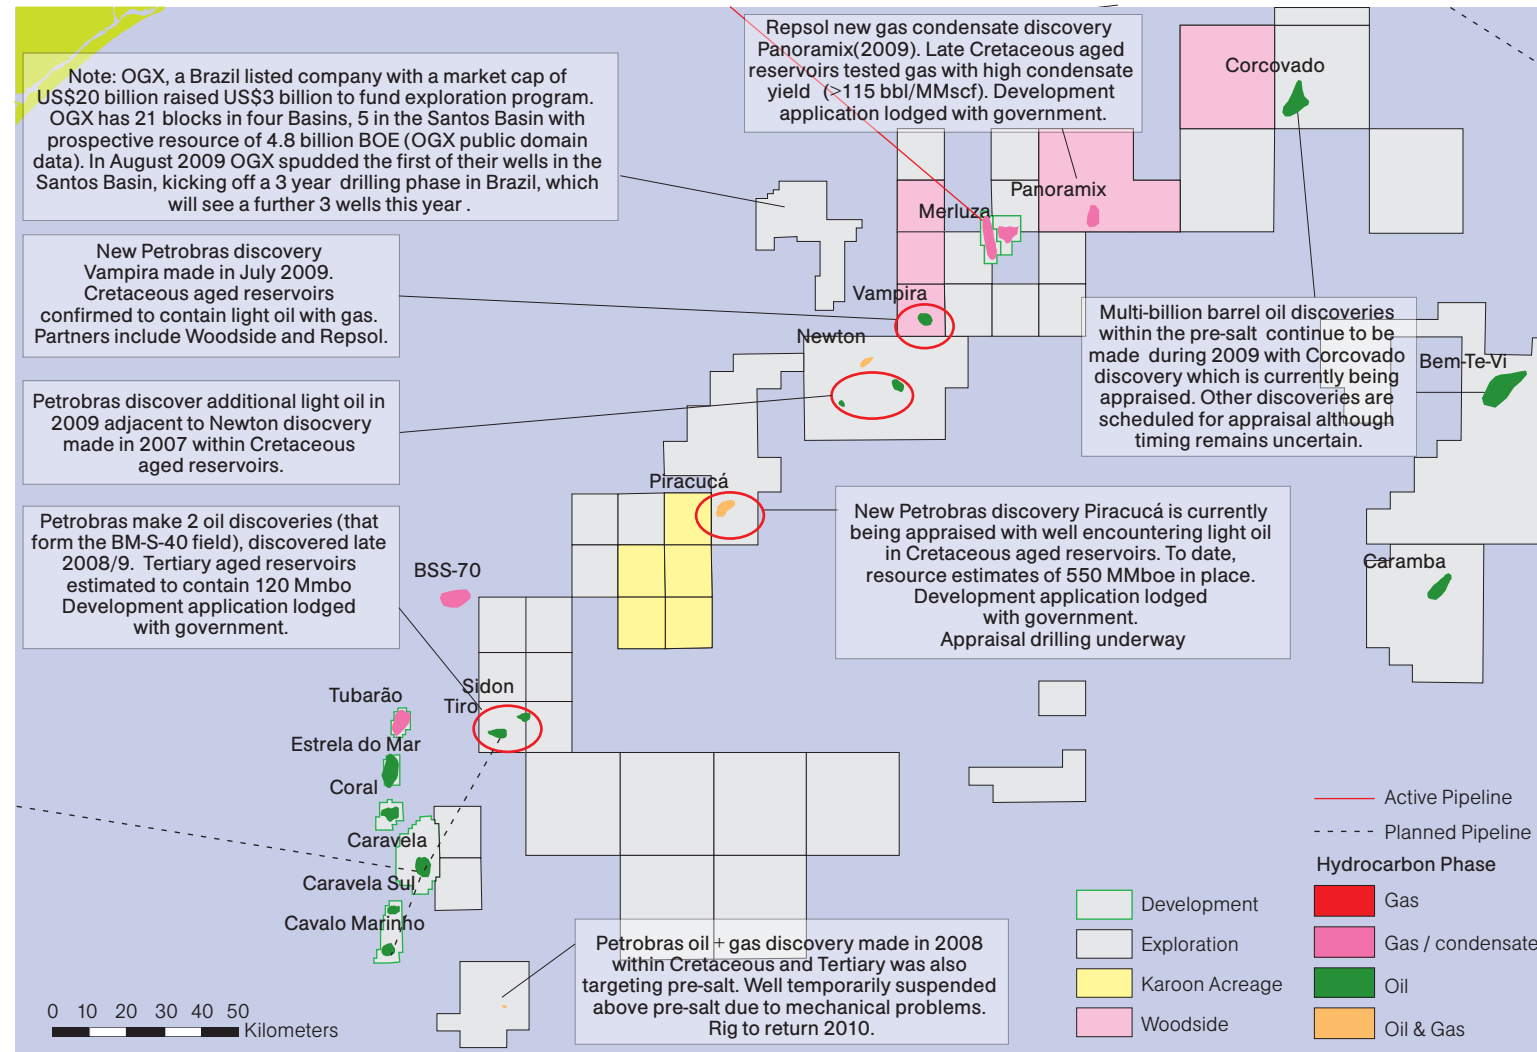 Note: OGX, a Brazil listed company with a market cap of
US$20 billion raised US$3 billion to fund exploration program.
OGX has 21 blocks in four Basins, 5 in the Santos Basin with
prospective resource of 4.8 billion BOE (OGX public domain
data). In August 2009 OGX spudded the first of their wells in the
Santos Basin, kicking off a 3 year drilling phase in Brazil, which
will see a further 3 wells this year .
Repsol new gas condensate discovery
Panoramix(2009). Late Cretaceous aged
reservoirs tested gas with high condensate
yield (>115 bbl/MMscf). Development
application lodged with government.
Corcovado
Panoramix
Merluza
New Petrobras discovery
Vampira made in July 2009.
Cretaceous aged reservoirs
confirmed to contain light oil with gas.
Partners include Woodside and Repsol.
Vampira
Newton
Multi-billion barrel oil discoveries
within the pre-salt continue to be
made during 2009 with Corcovado
discovery which is currently being
appraised. Other discoveries are
scheduled for appraisal although
timing remains uncertain.
Bem-Te-Vi
Petrobras discover additional light oil in
2009 adjacent to Newton disocvery
made in 2007 within Cretaceous
aged reservoirs.
Piracucá
New Petrobras discovery Piracucá is currently
being appraised with well encountering light oil
in Cretaceous aged reservoirs. To date,
resource estimates of 550 MMboe in place.
Development application lodged
with government.
Appraisal drilling underway
Caramba
Petrobras make 2 oil discoveries (that
form the BM-S-40 field), discovered late
2008/9. Tertiary aged reservoirs
estimated to contain 120 Mmbo
Development application lodged
with government.
BSS-70
Sidon
Tiro
Tubarão
Estrela do Mar
Coral
Caravela
Caravela Sul
Cavalo Marinho
Petrobras oil + gas discovery made in 2008
within Cretaceous and Tertiary was also
targeting pre-salt. Well temporarily suspended
above pre-salt due to mechanical problems.
Rig to return 2010.
0 10 20 30 40 50
Kilometers
Active Pipeline
Planned Pipeline
Hydrocarbon Phase
Gas
Gas / condensate
Oil
Oil & Gas
Development
Exploration
Karoon Acreage
Woodside